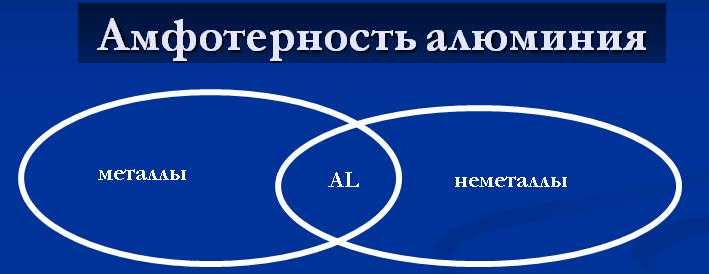 Амфотерность алюминия
металлы
AL
неметаллы